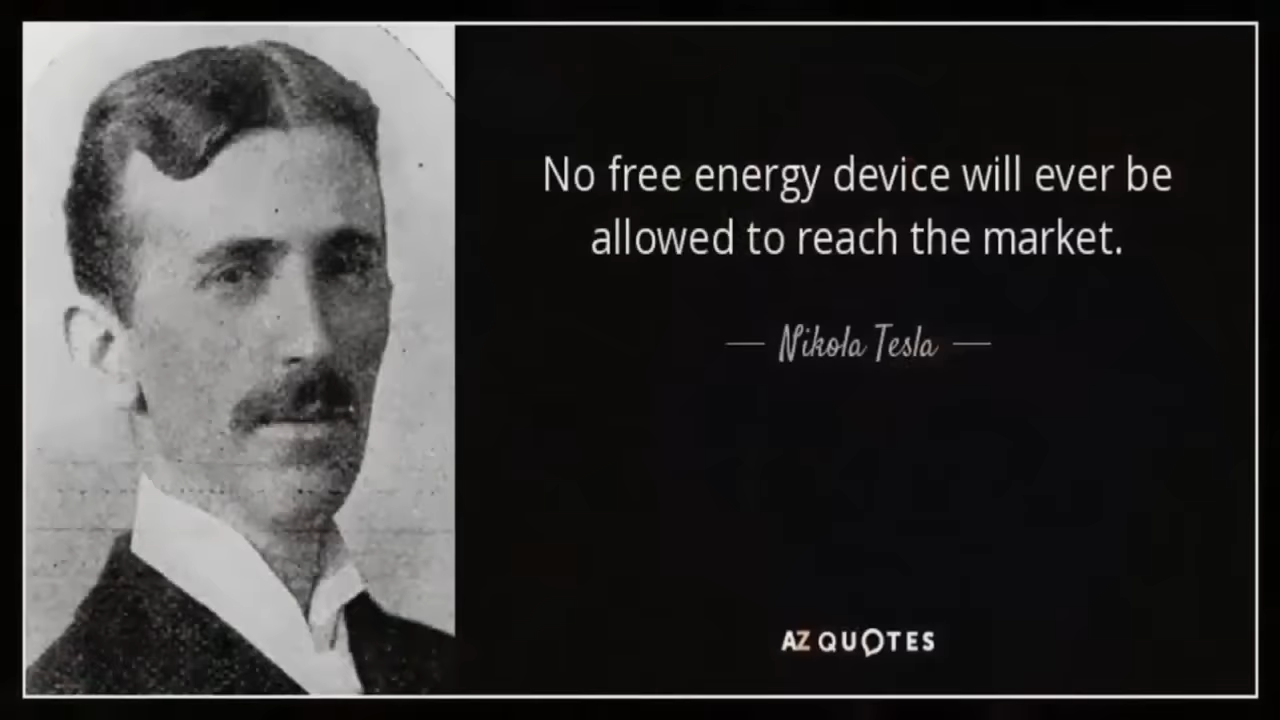 No free energy device will ever be
allowed to reach the market.
— Nikola Tesla —
AZ QUOTES